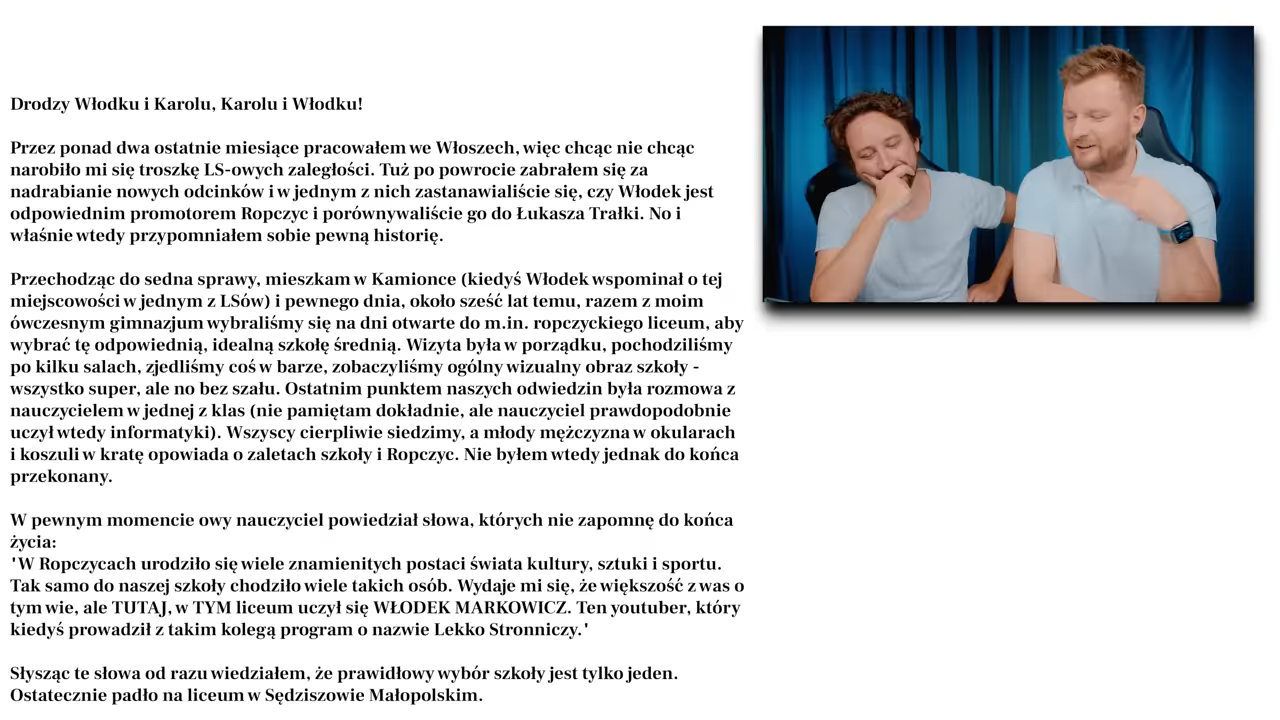 Drodzy Włodku i Karolu, Karolu i Włodku!
Przez ponad dwa ostatnie miesiące pracowałem we Włoszech, więc chcąc nie chcąc
narobiło mi się troszkę LS-owych zaległości. Tuż po powrocie zabrałem się za
nadrabianie nowych odcinków i w jednym z nich zastanawialiście się, czy Włodek jest
odpowiednim promotorem Ropczyc i porównywaliście go do Łukasza Trałki. No i
właśnie wtedy przypomniałem sobie pewną historię.
Przechodząc do sedna sprawy, mieszkam w Kamionce (kiedyś Włodek wspominał o tej
miejscowości w jednym z LSów) i pewnego dnia, około sześć lat temu, razem z moim
ówczesnym gimnazjum wybraliśmy się na dni otwarte do m.in. ropczyckiego liceum, aby
wybrać tę odpowiednią, idealną szkołę średnią. Wizyta była w porządku, pochodziliśmy
po kilku salach, zjedliśmy coś w barze, zobaczyliśmy ogólny wizualny obraz szkoły -
wszystko super, ale no bez szału. Ostatnim punktem naszych odwiedzin była rozmowa z
nauczycielem w jednej z klas (nie pamiętam dokładnie, ale nauczyciel prawdopodobnie
uczył wtedy informatyki). Wszyscy cierpliwie siedzimy, a młody mężczyzna w okularach
i koszuli w kratę opowiada o zaletach szkoły i Ropczyc. Nie byłem wtedy jednak do końca
przekonany.
W pewnym momencie owy nauczyciel powiedział słowa, których nie zapomnę do końca
życia:
'W Ropczycach urodziło się wiele znamienitych postaci świata kultury, sztuki i sportu.
Tak samo do naszej szkoły chodziło wiele takich osób. Wydaje mi się, że większość z was o
tym wie, ale TUTAJ, w TYM liceum uczył się WŁODEK MARKOWICZ. Ten youtuber, który
kiedyś prowadził z takim kolegą program o nazwie Lekko Stronniczy.'
Słysząc te słowa od razu wiedziałem, że prawidłowy wybór szkoły jest tylko jeden.
Ostatecznie padło na liceum w Sędziszowie Małopolskim.